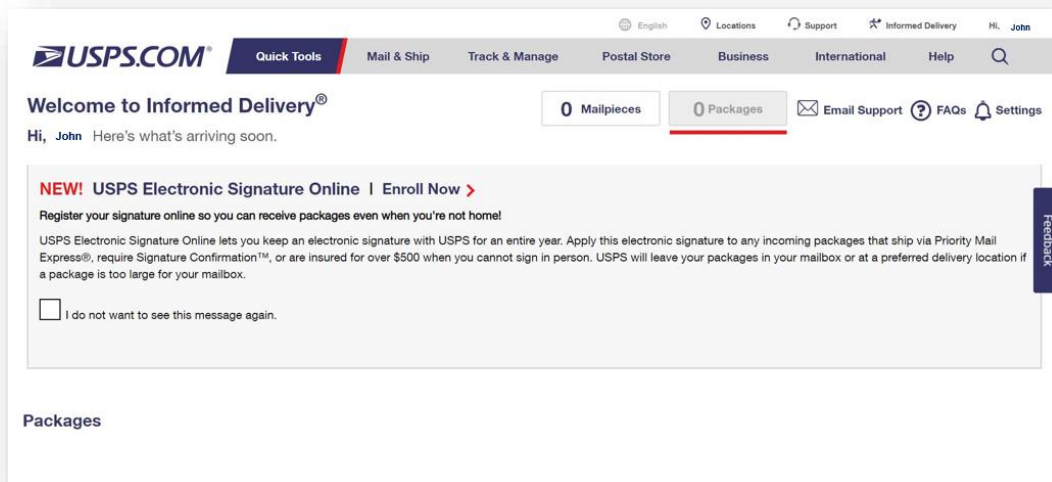 English Locations Support Informed Delivery Hi, John
USPS.COM® Quick Tools Mail & Ship Track & Manage Postal Store Business International Help
Welcome to Informed Delivery®
0 Mailpieces 0 Packages Email Support FAQs Settings
Hi, John Here's what's arriving soon.
NEW! USPS Electronic Signature Online | Enroll Now
Register your signature online so you can receive packages even when you're not home!
USPS Electronic Signature Online lets you keep an electronic signature with USPS for an entire year. Apply this electronic signature to any incoming packages that ship via Priority Mail
Express®, require Signature Confirmation™, or are insured for over $500 when you cannot sign in person. USPS will leave your packages in your mailbox or at a preferred delivery location if
a package is too large for your mailbox.
I do not want to see this message again.
Feedback
Packages